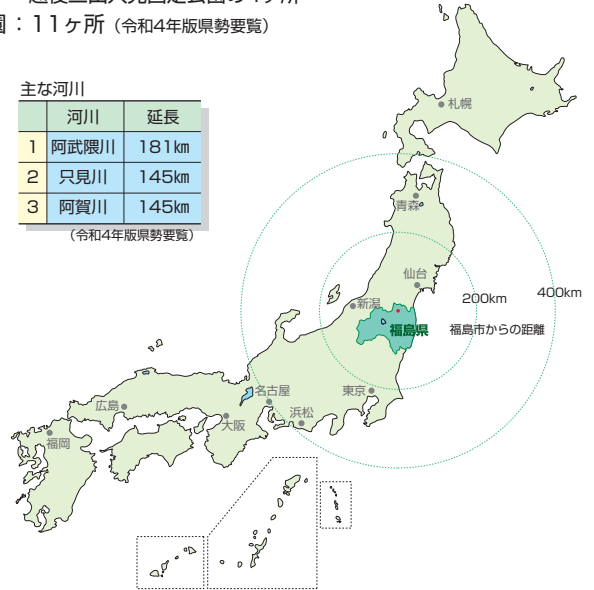 園：11ヶ所（令和4年版県勢要覧）
主な河川
河川 延長
1 阿武隈川 181㎞
2 只見川 145㎞
3 阿賀川 145㎞
（令和4年版県勢要覧）
札幌
青森
仙台
新潟
200km
400km
福島県
福島市からの距離
東京
名古屋
浜松
大阪
広島
福岡